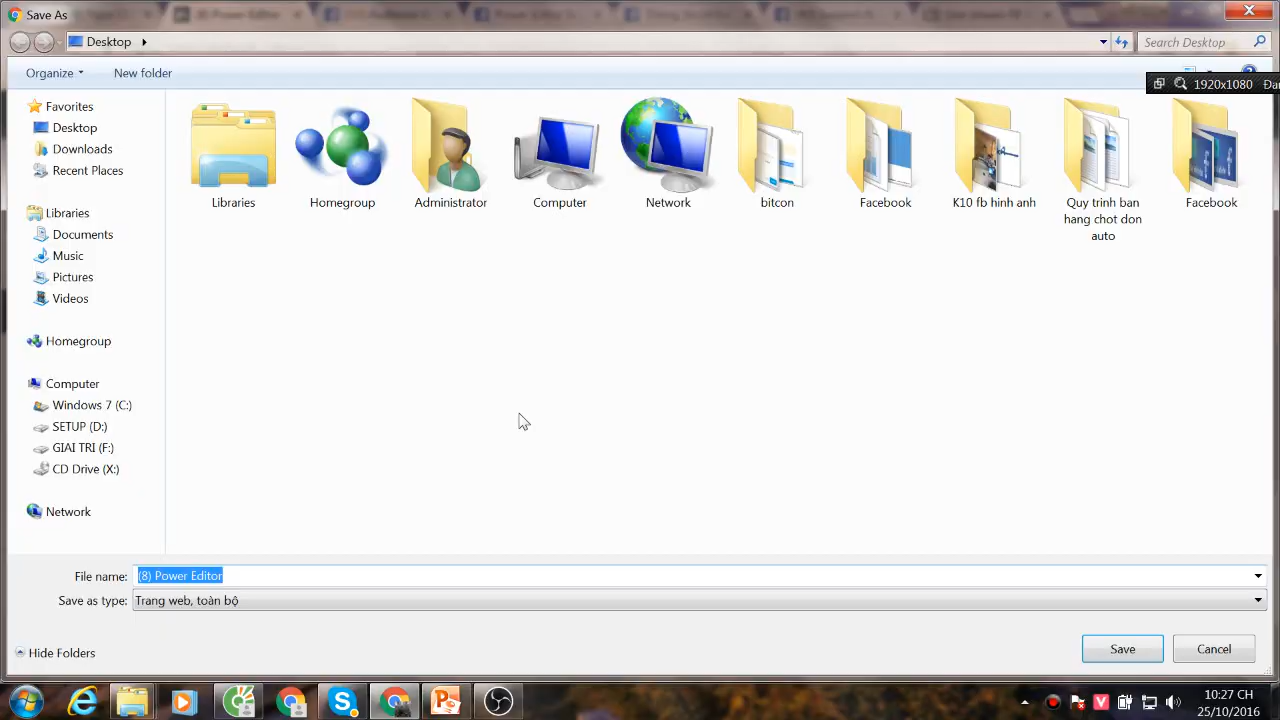 Save As
(8) Power Editor
Desktop
Search Desktop
Organize
New folder
1920x1080
Favorites
Desktop
Downloads
Recent Places
Libraries
Documents
Music
Pictures
Videos
Homegroup
Computer
Windows 7 (C:)
SETUP (D:)
GIAI TRI (F:)
CD Drive (X:)
Network
Libraries
Homegroup
Administrator
Computer
Network
bitcon
Facebook
K10 fb hinh anh
Quy trinh ban
hang chot don
auto
Facebook
File name:
(8) Power Editor
Save as type:
Trang web, toàn bộ
Hide Folders
Save
Cancel
10:27 CH
25/10/2016